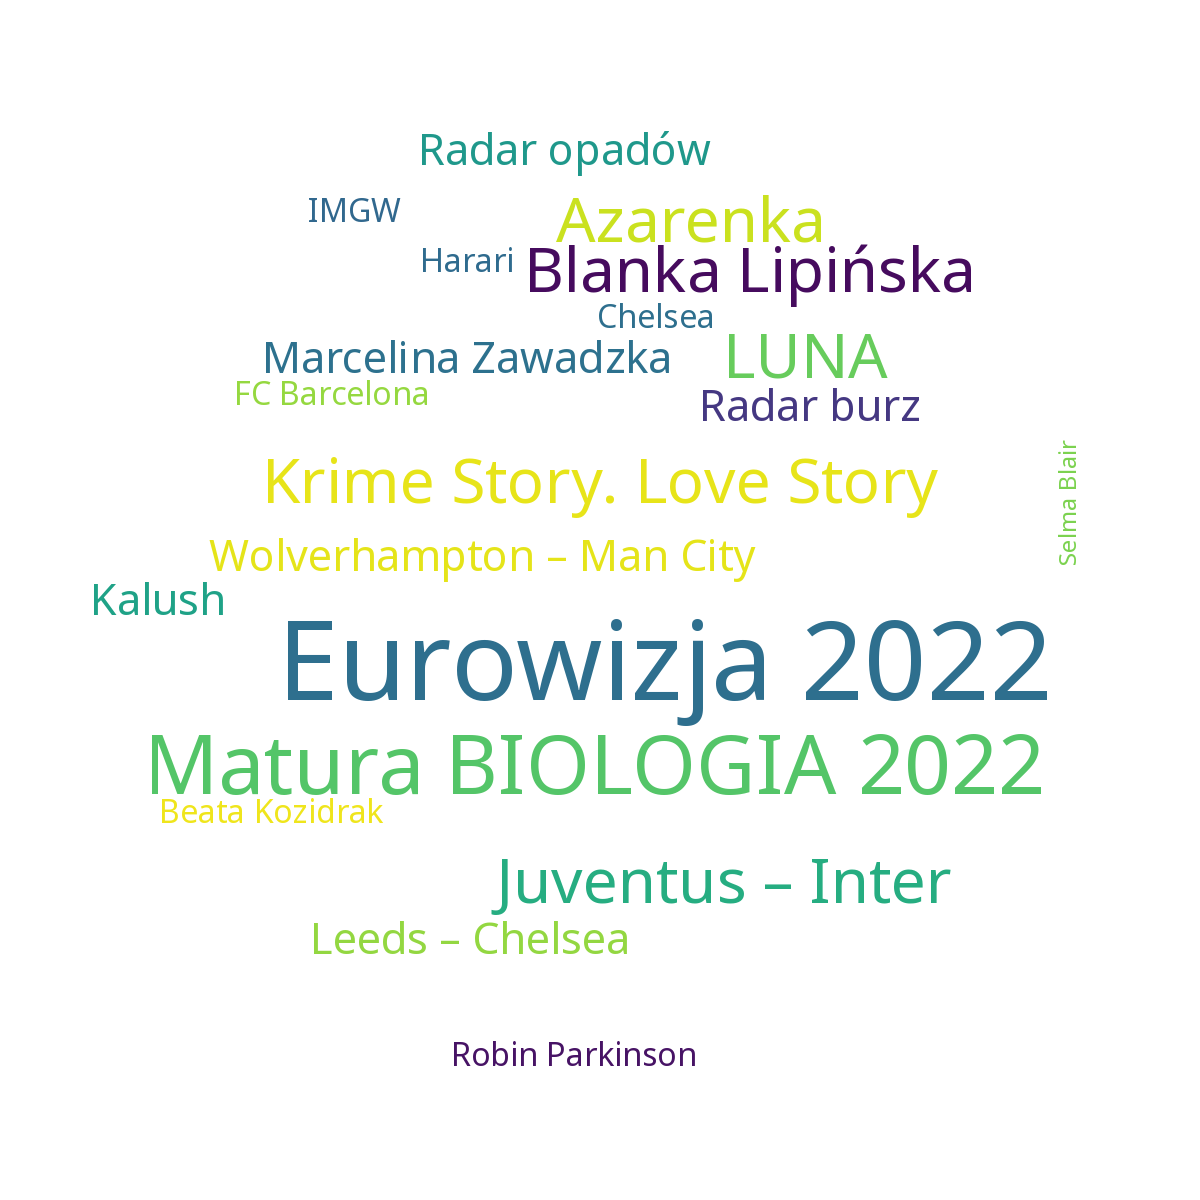 Radar opadów
IMGW
Azarenka
Harari
Blanka Lipińska
Chelsea
Marcelina Zawadzka
LUNA
FC Barcelona
Radar burz
Krime Story. Love Story
Selma Blair
Wolverhampton – Man City
Kalush
Eurowizja 2022
Matura BIOLOGIA 2022
Beata Kozidrak
Juventus – Inter
Leeds – Chelsea
Robin Parkinson